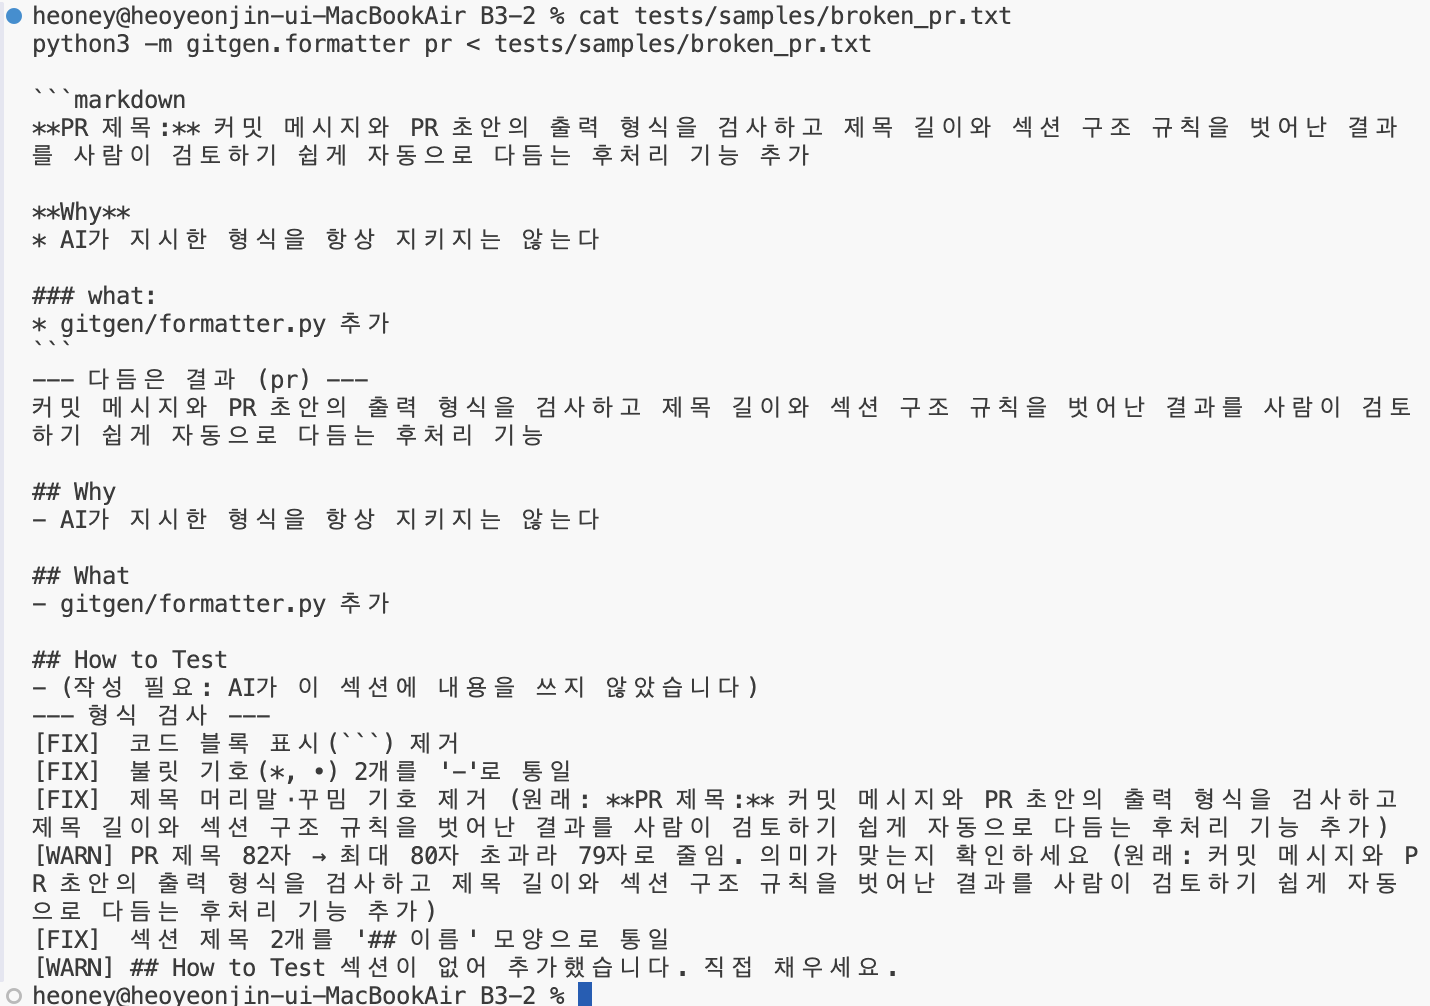 heoney@heoyeonjin-ui-MacBookAir B3-2 % cat tests/samples/broken_pr.txt
python3 -m gitgen.formatter pr < tests/samples/broken_pr.txt
```markdown
**PR 제목:** 커밋 메시지와 PR 초안의 출력 형식을 검사하고 제목 길이와 섹션 구조 규칙을 벗어난 결과
를 사람이 검토하기 쉽게 자동으로 다듬는 후처리 기능 추가
**Why**
* AI가 지시한 형식을 항상 지키지는 않는다
### what:
* gitgen/formatter.py 추가
```
--- 다듬은 결과 (pr) ---
커밋 메시지와 PR 초안의 출력 형식을 검사하고 제목 길이와 섹션 구조 규칙을 벗어난 결과를 사람이 검토
하기 쉽게 자동으로 다듬는 후처리 기능
## Why
- AI가 지시한 형식을 항상 지키지는 않는다
## What
- gitgen/formatter.py 추가
## How to Test
- (작성 필요: AI가 이 섹션에 내용을 쓰지 않았습니다)
--- 형식 검사 ---
[FIX]  코드 블록 표시(```) 제거
[FIX]  불릿 기호(*, •) 2개를 '-'로 통일
[FIX]  제목 머리말·꾸밈 기호 제거 (원래: **PR 제목:** 커밋 메시지와 PR 초안의 출력 형식을 검사하고
제목 길이와 섹션 구조 규칙을 벗어난 결과를 사람이 검토하기 쉽게 자동으로 다듬는 후처리 기능 추가)
[WARN] PR 제목 82자 → 최대 80자 초과라 79자로 줄임. 의미가 맞는지 확인하세요 (원래: 커밋 메시지와 P
R 초안의 출력 형식을 검사하고 제목 길이와 섹션 구조 규칙을 벗어난 결과를 사람이 검토하기 쉽게 자동
으로 다듬는 후처리 기능 추가)
[FIX]  섹션 제목 2개를 '## 이름' 모양으로 통일
[WARN] ## How to Test 섹션이 없어 추가했습니다. 직접 채우세요.
heoney@heoyeonjin-ui-MacBookAir B3-2 %